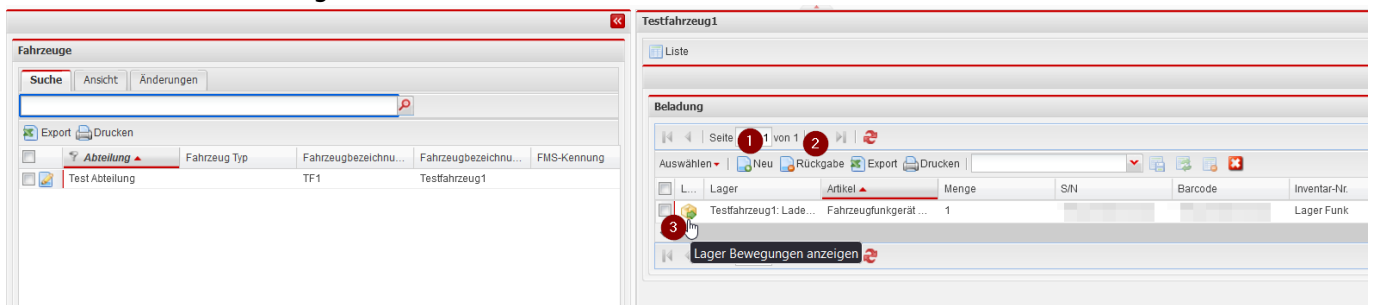 Testfahrzeug1
Fahrzeuge
Liste
Suche Ansicht Änderungen
Beladung
Seite 1 von 1
1 2
Export Drucken
Auswählen Neu Rückgabe Export Drucken
Abteilung Fahrzeug Typ Fahrzeugbezeichnu... Fahrzeugbezeichnu... FMS-Kennung
Test Abteilung TF1 Testfahrzeug1
L... Lager Artikel Menge S/N Barcode Inventar-Nr.
Testfahrzeug1: Lade... Fahrzeugfunkgerät ... 1 Lager Funk
3
Lager Bewegungen anzeigen